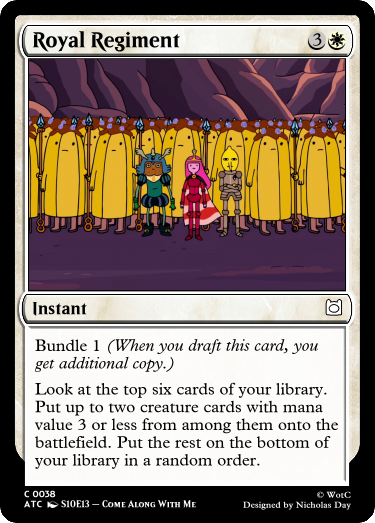 Royal Regiment 3
Instant
Bundle 1 (When you draft this card, you
get additional copy.)
Look at the top six cards of your library.
Put up to two creature cards with mana
value 3 or less from among them onto the
battlefield. Put the rest on the bottom of
your library in a random order.
C 0038 © WotC
ATC S10E13 — Come Along With Me Designed by Nicholas Day